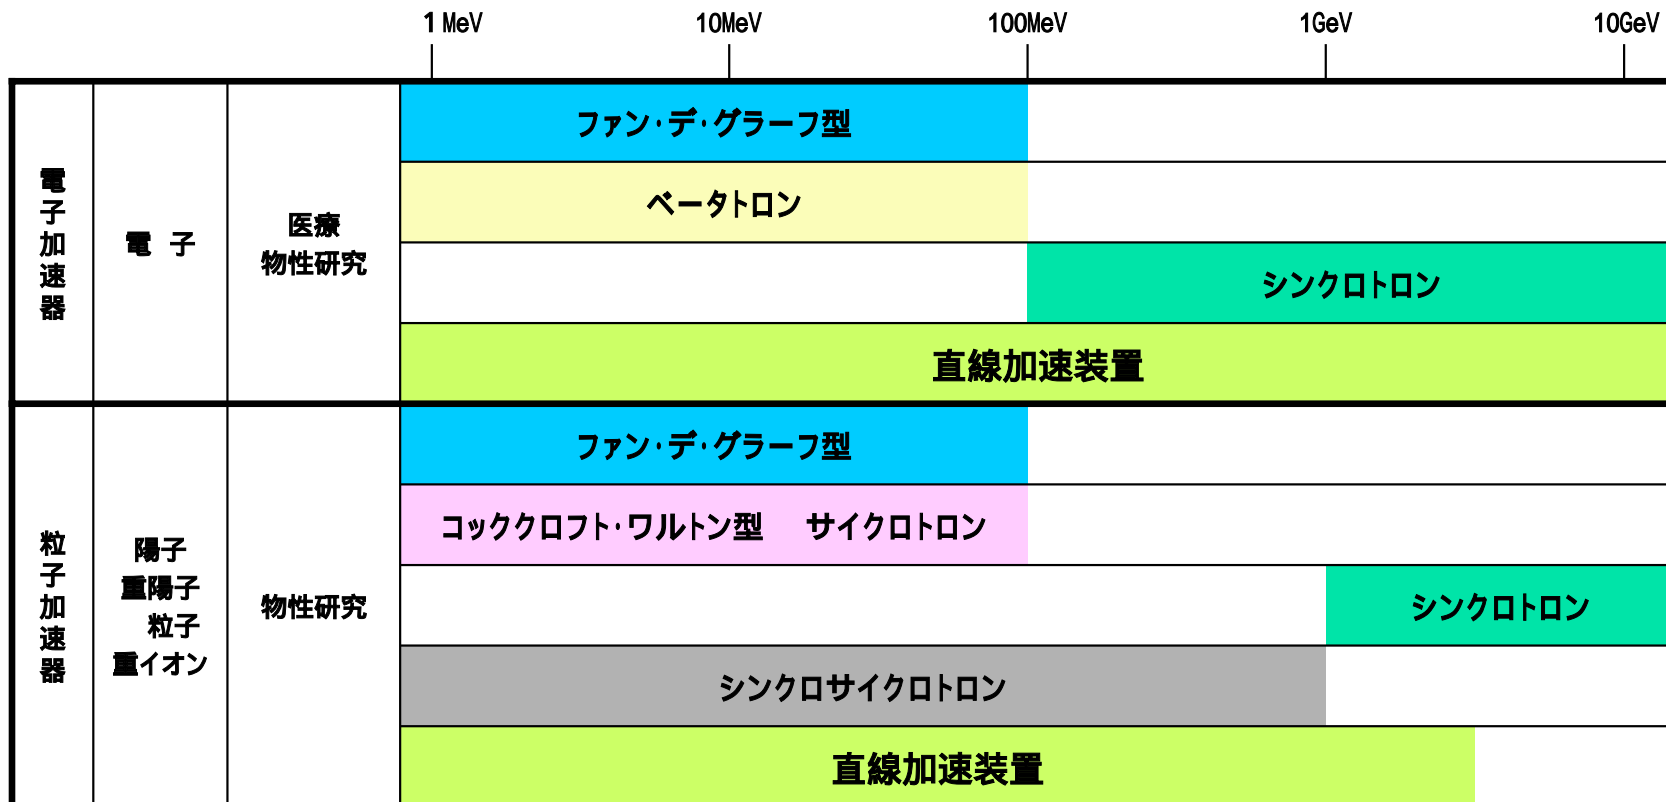 1 MeV 10MeV 100MeV 1GeV 10GeV
電子加速器
電 子
医療
物性研究
ファン・デ・グラーフ型
ベータトロン
シンクロトロン
直線加速装置
粒子加速器
陽子
重陽子
粒子
重イオン
物性研究
ファン・デ・グラーフ型
コッククロフト・ワルトン型 サイクロトロン
シンクロトロン
シンクロサイクロトロン
直線加速装置